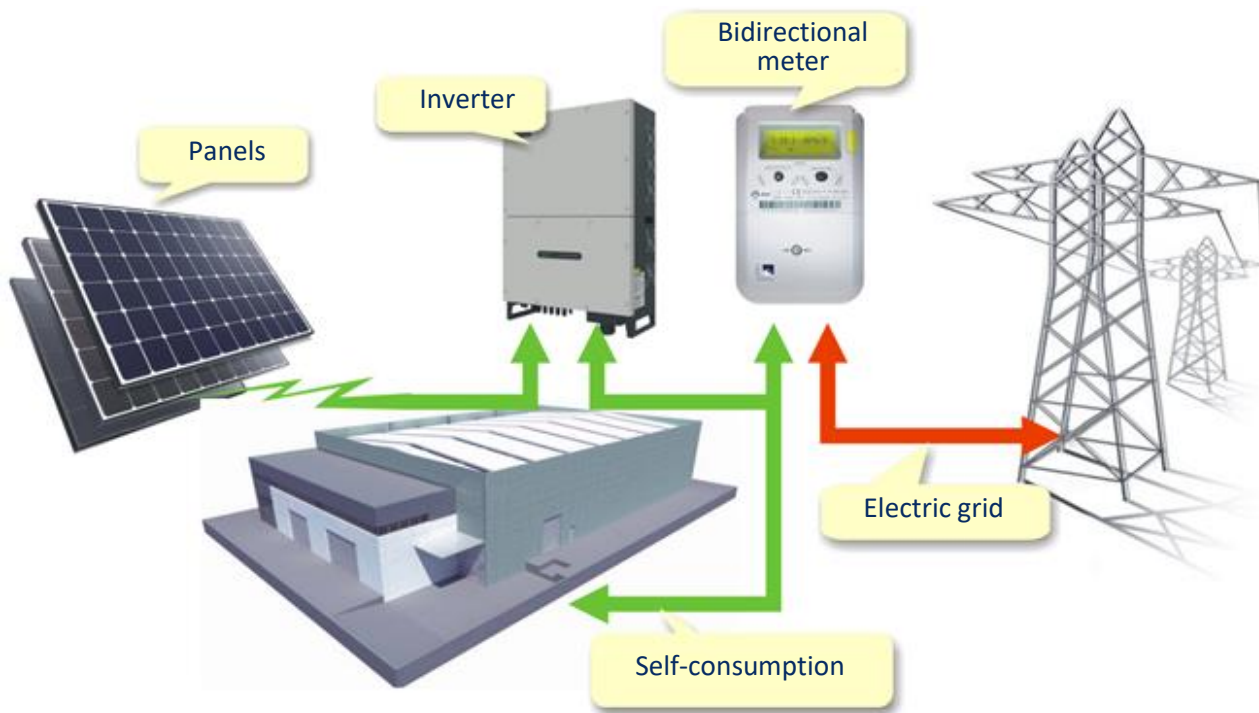 Bidirectional
meter
Inverter
Panels
Electric grid
Self-consumption